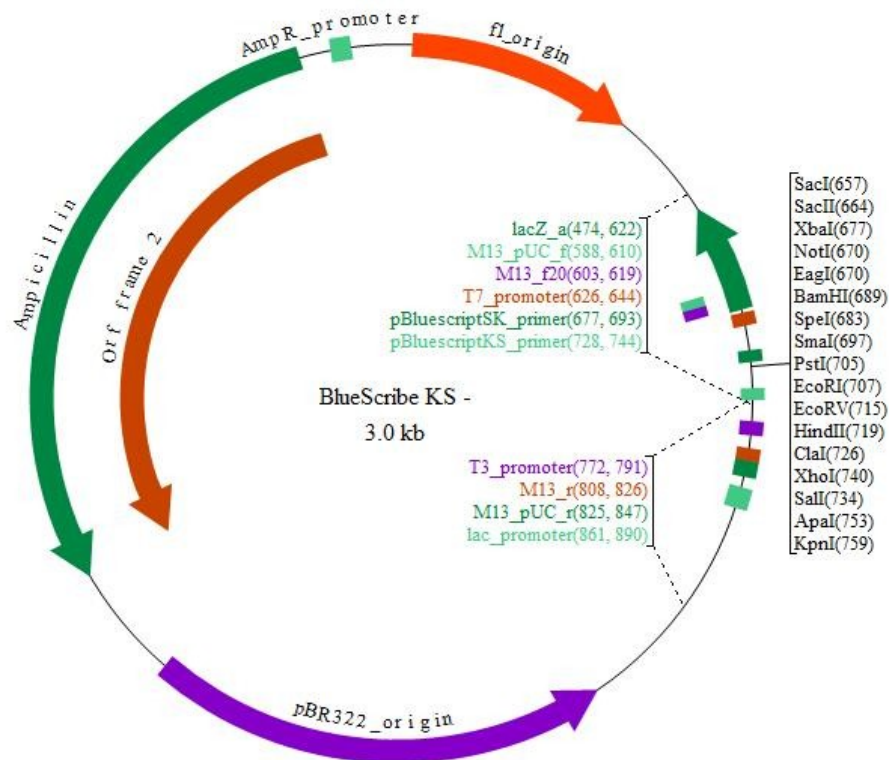 AmpR_promoter
fl_origin
Ampicillin
Orf frame 2
lacZ_a(474, 622)
M13_pUC_f(588, 610)
M13_f20(603, 619)
T7_promoter(626, 644)
pBluescriptSK_primer(677, 693)
pBluescriptKS_primer(728, 744)
SacI(657)
SacII(664)
XbaI(677)
NotI(670)
EagI(670)
BamHI(689)
SpeI(683)
SmaI(697)
PstI(705)
EcoRI(707)
EcoRV(715)
HindII(719)
ClaI(726)
XhoI(740)
SalI(734)
ApaI(753)
KpnI(759)
BlueScribe KS -
3.0 kb
T3_promoter(772, 791)
M13_r(808, 826)
M13_pUC_r(825, 847)
lac_promoter(861, 890)
pBR322_origin